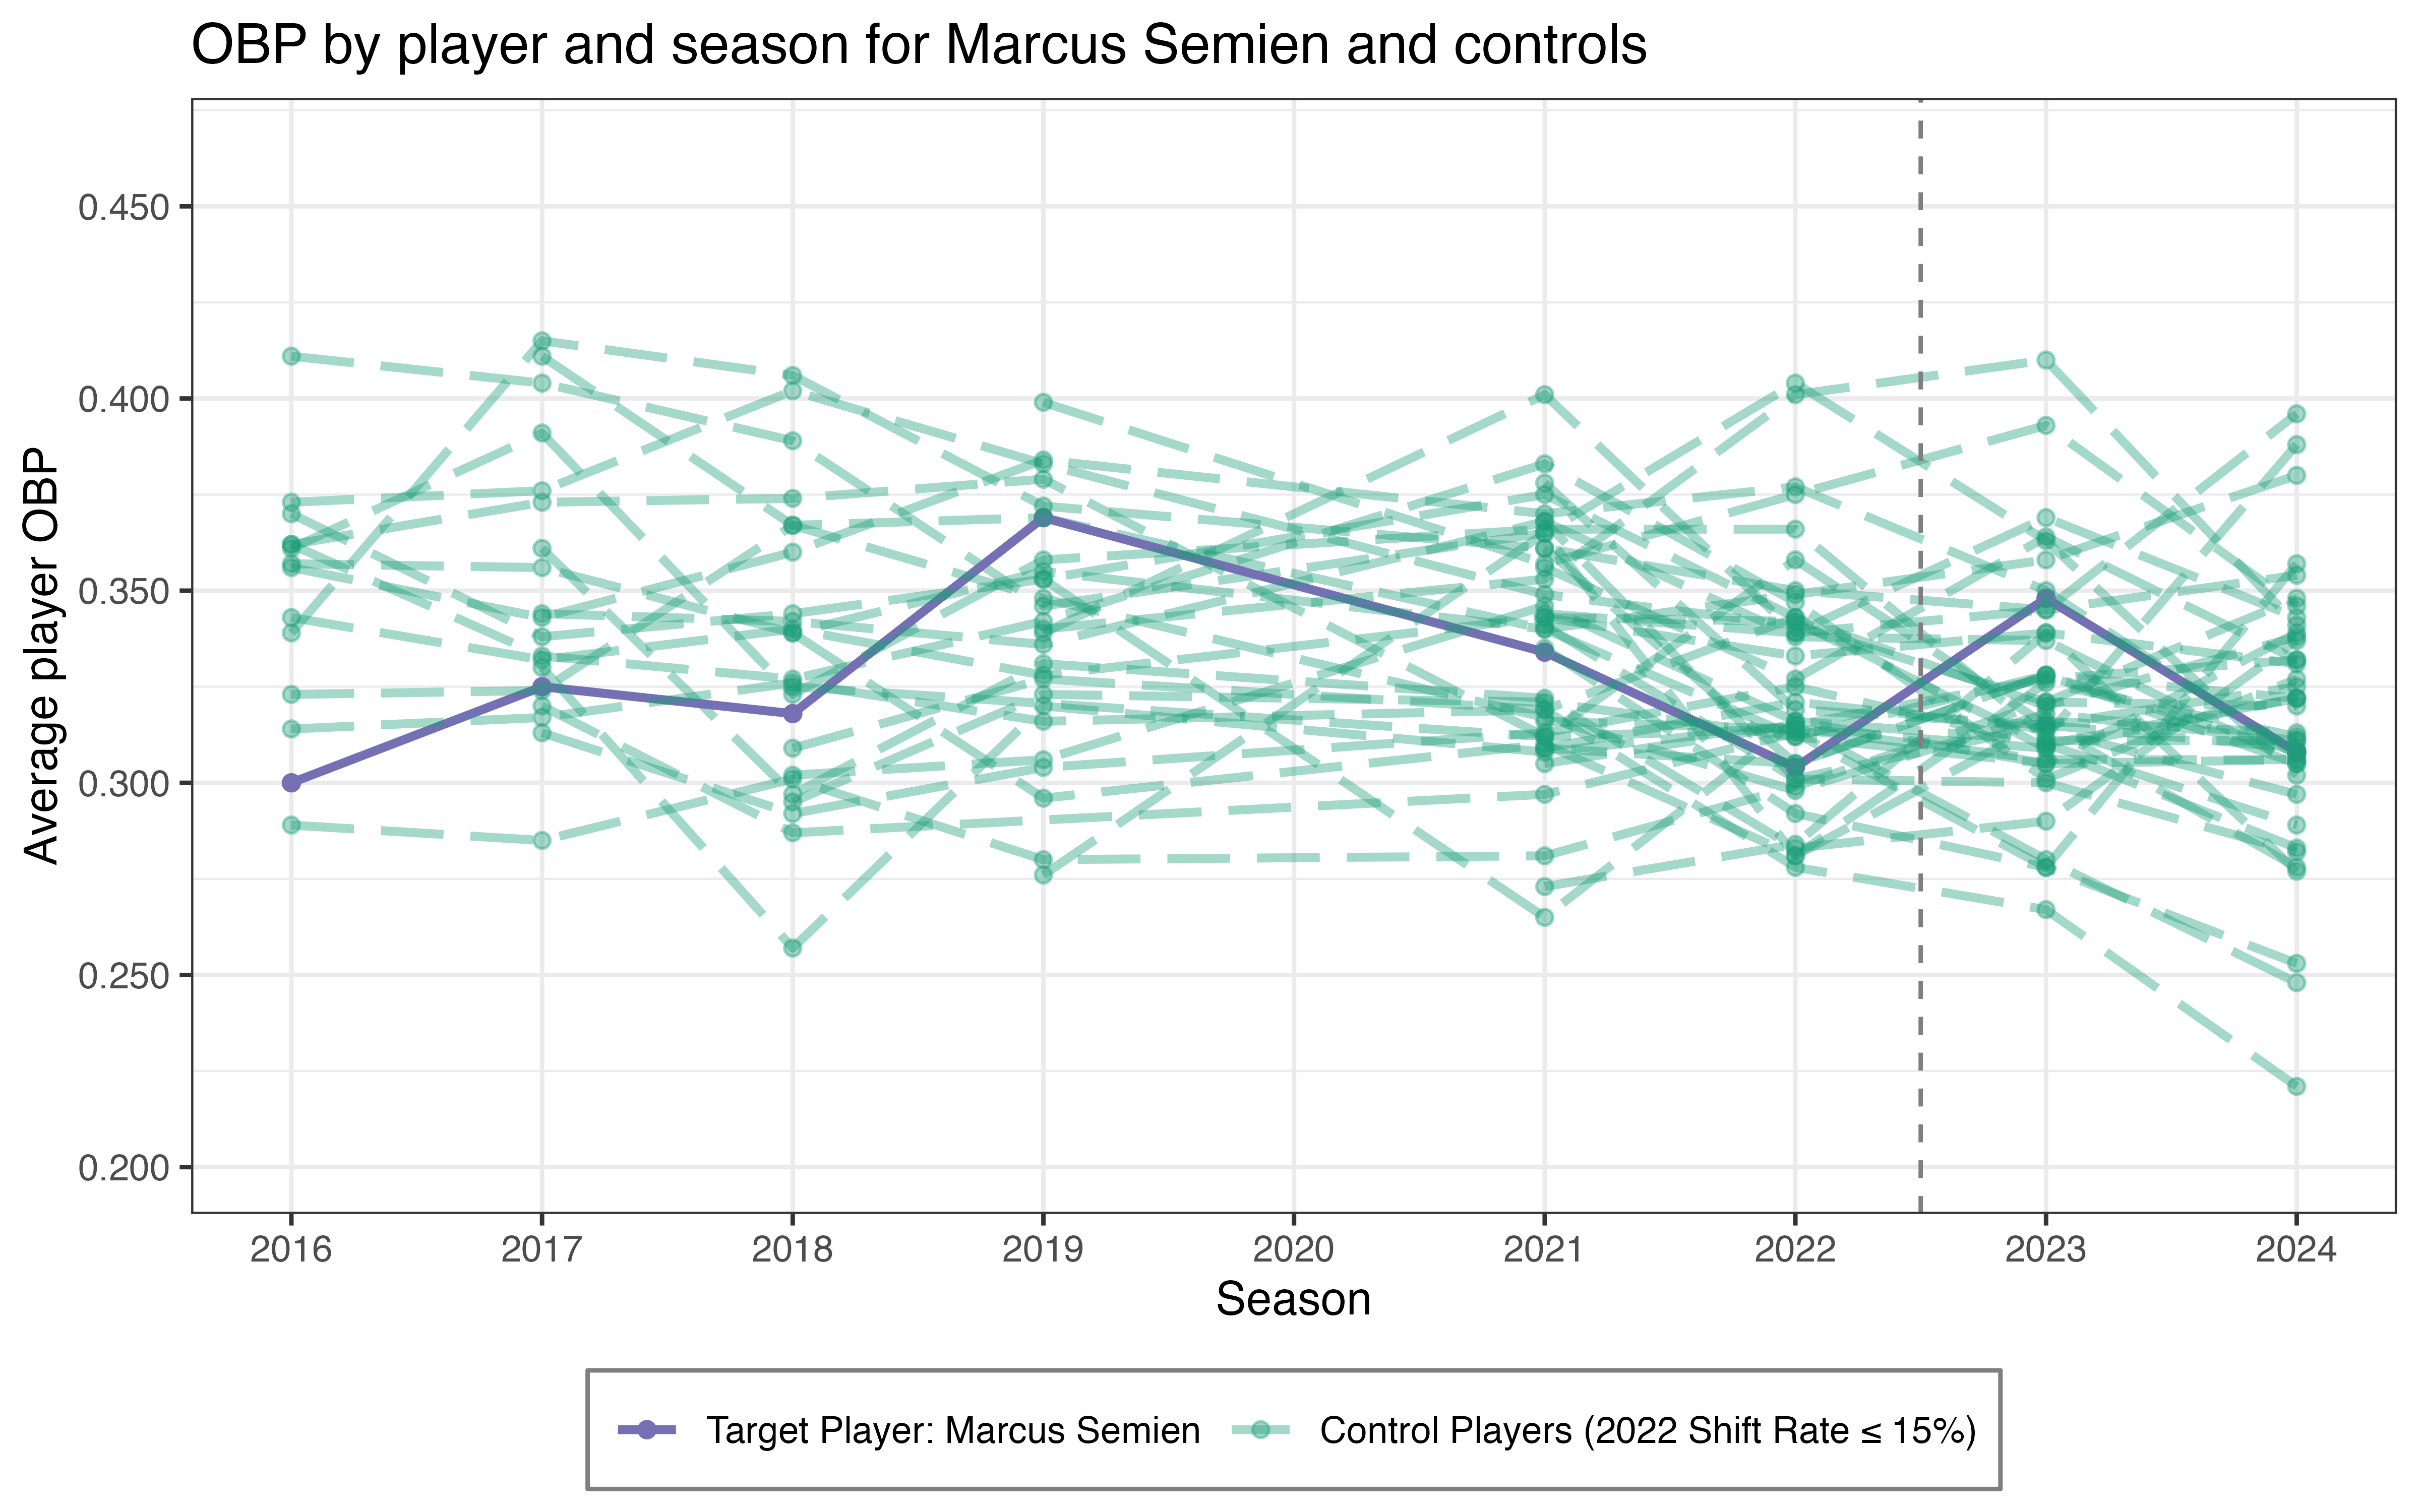 OBP by player and season for Marcus Semien and controls
Average player OBP
0.450
0.400
0.350
0.300
0.250
0.200
2016 2017 2018 2019 2020 2021 2022 2023 2024
Season
Target Player: Marcus Semien Control Players (2022 Shift Rate ≤ 15%)